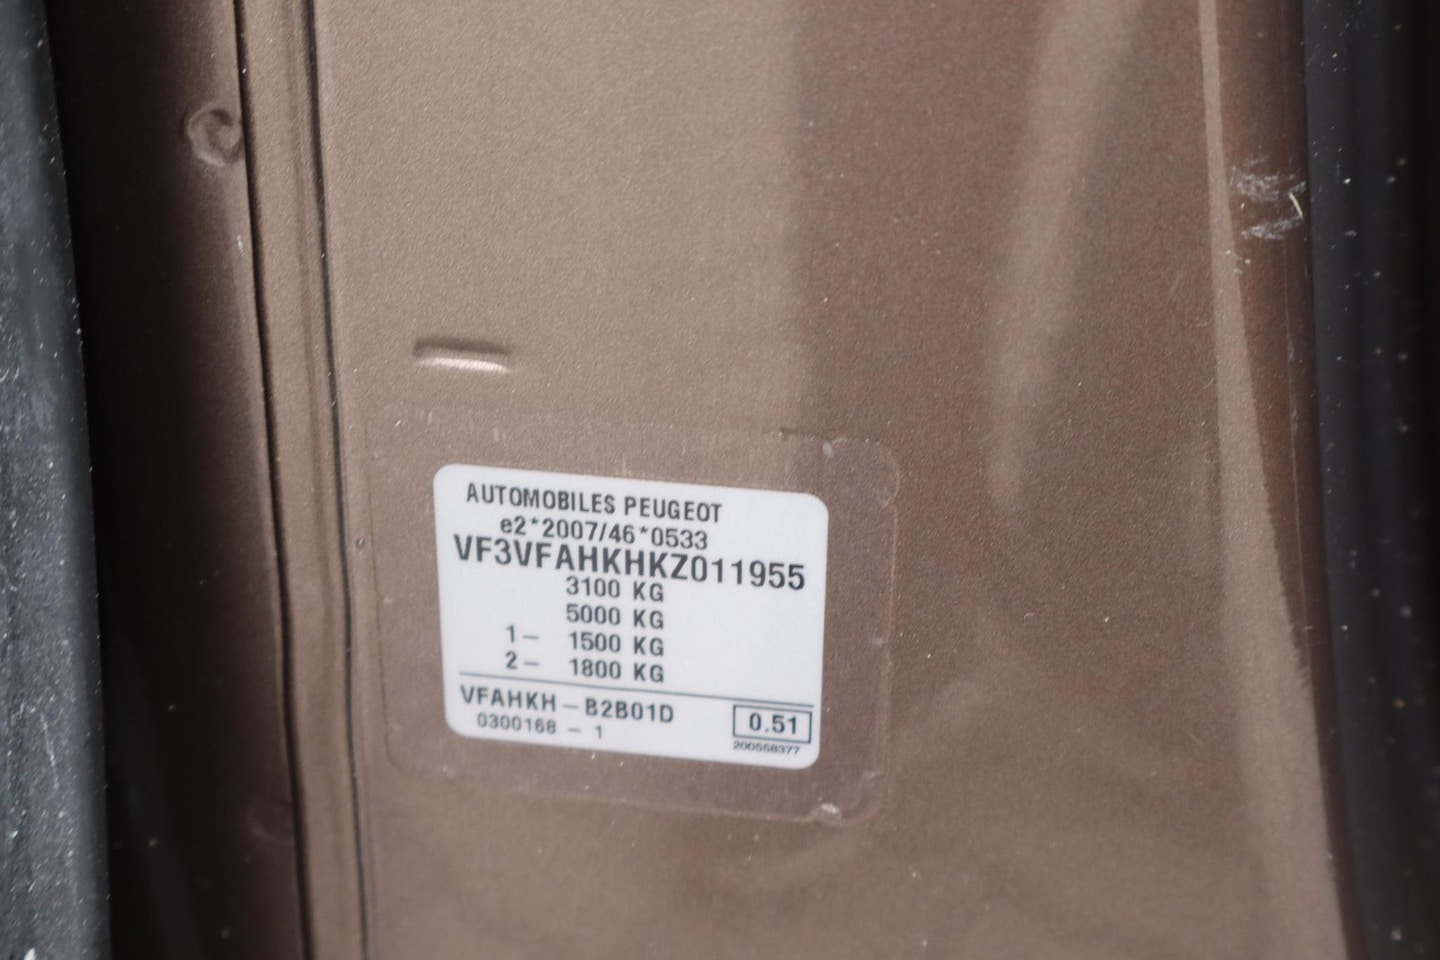 AUTOMOBILES PEUGEOT
e2*2007/46*0533
VF3VFAHKHKZ011955
3100 KG
5000 KG
1- 1500 KG
2- 1800 KG
VFAHKH-B2B01D
0300168 - 1
0.51
200558377